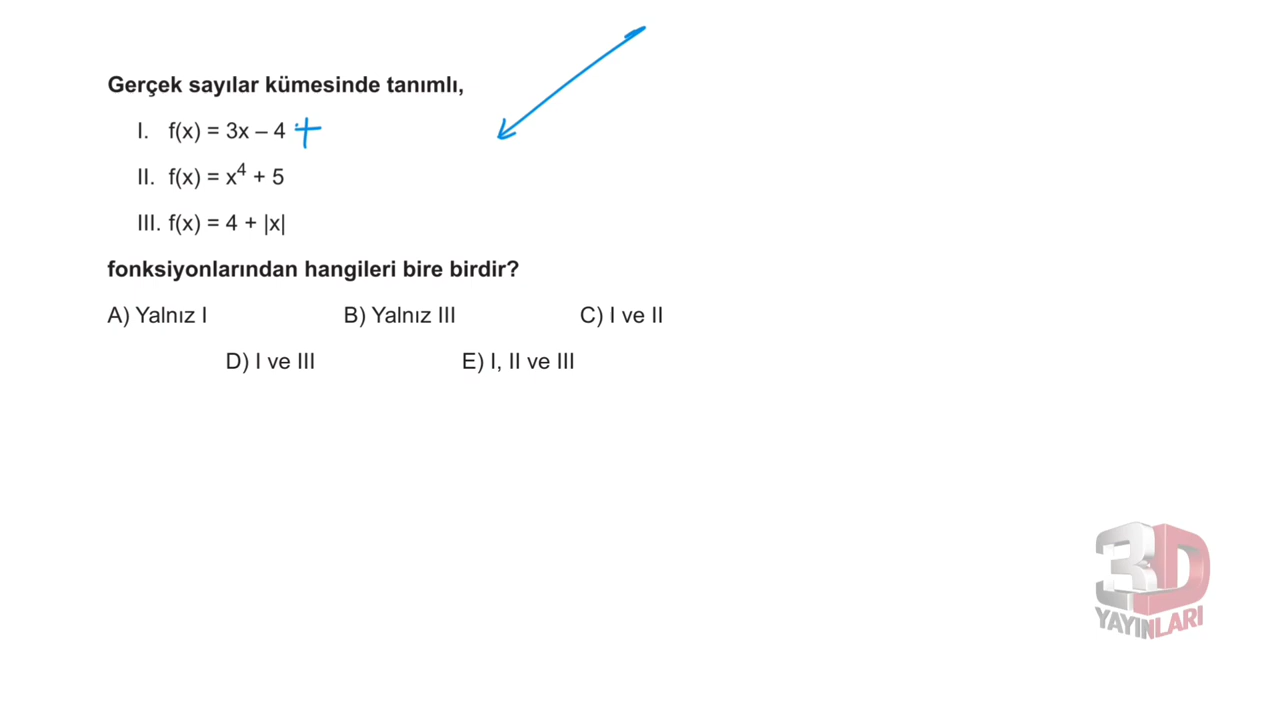 Gerçek sayılar kümesinde tanımlı,
I. f(x) = 3x – 4 +
II. f(x) = x⁴ + 5
III. f(x) = 4 + |x|
fonksiyonlarından hangileri bire birdir?
A) Yalnız I B) Yalnız III C) I ve II
D) I ve III E) I, II ve III
3D
YAYINLARI